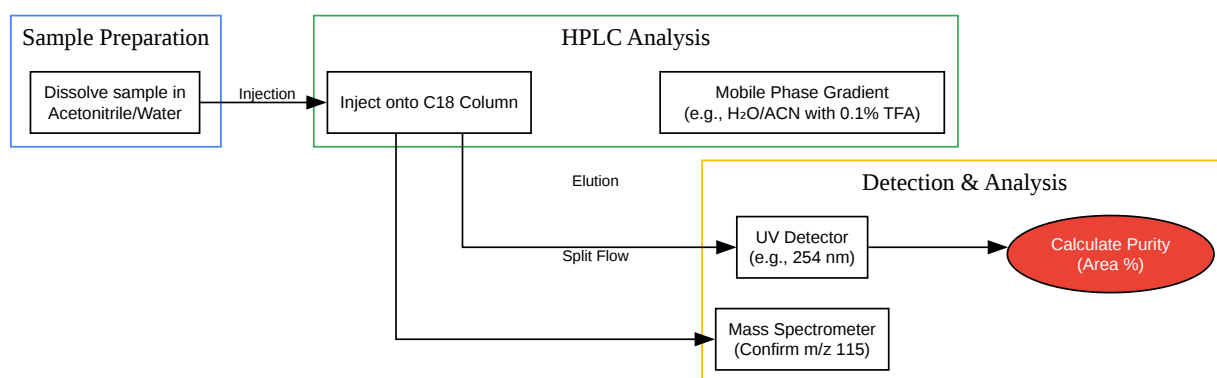 Sample Preparation
HPLC Analysis
Dissolve sample in
Acetonitrile/Water
Injection
Inject onto C18 Column
Mobile Phase Gradient
(e.g., H₂O/ACN with 0.1% TFA)
Elution
Detection & Analysis
UV Detector
(e.g., 254 nm)
Split Flow
Calculate Purity
(Area %)
Mass Spectrometer
(Confirm m/z 115)